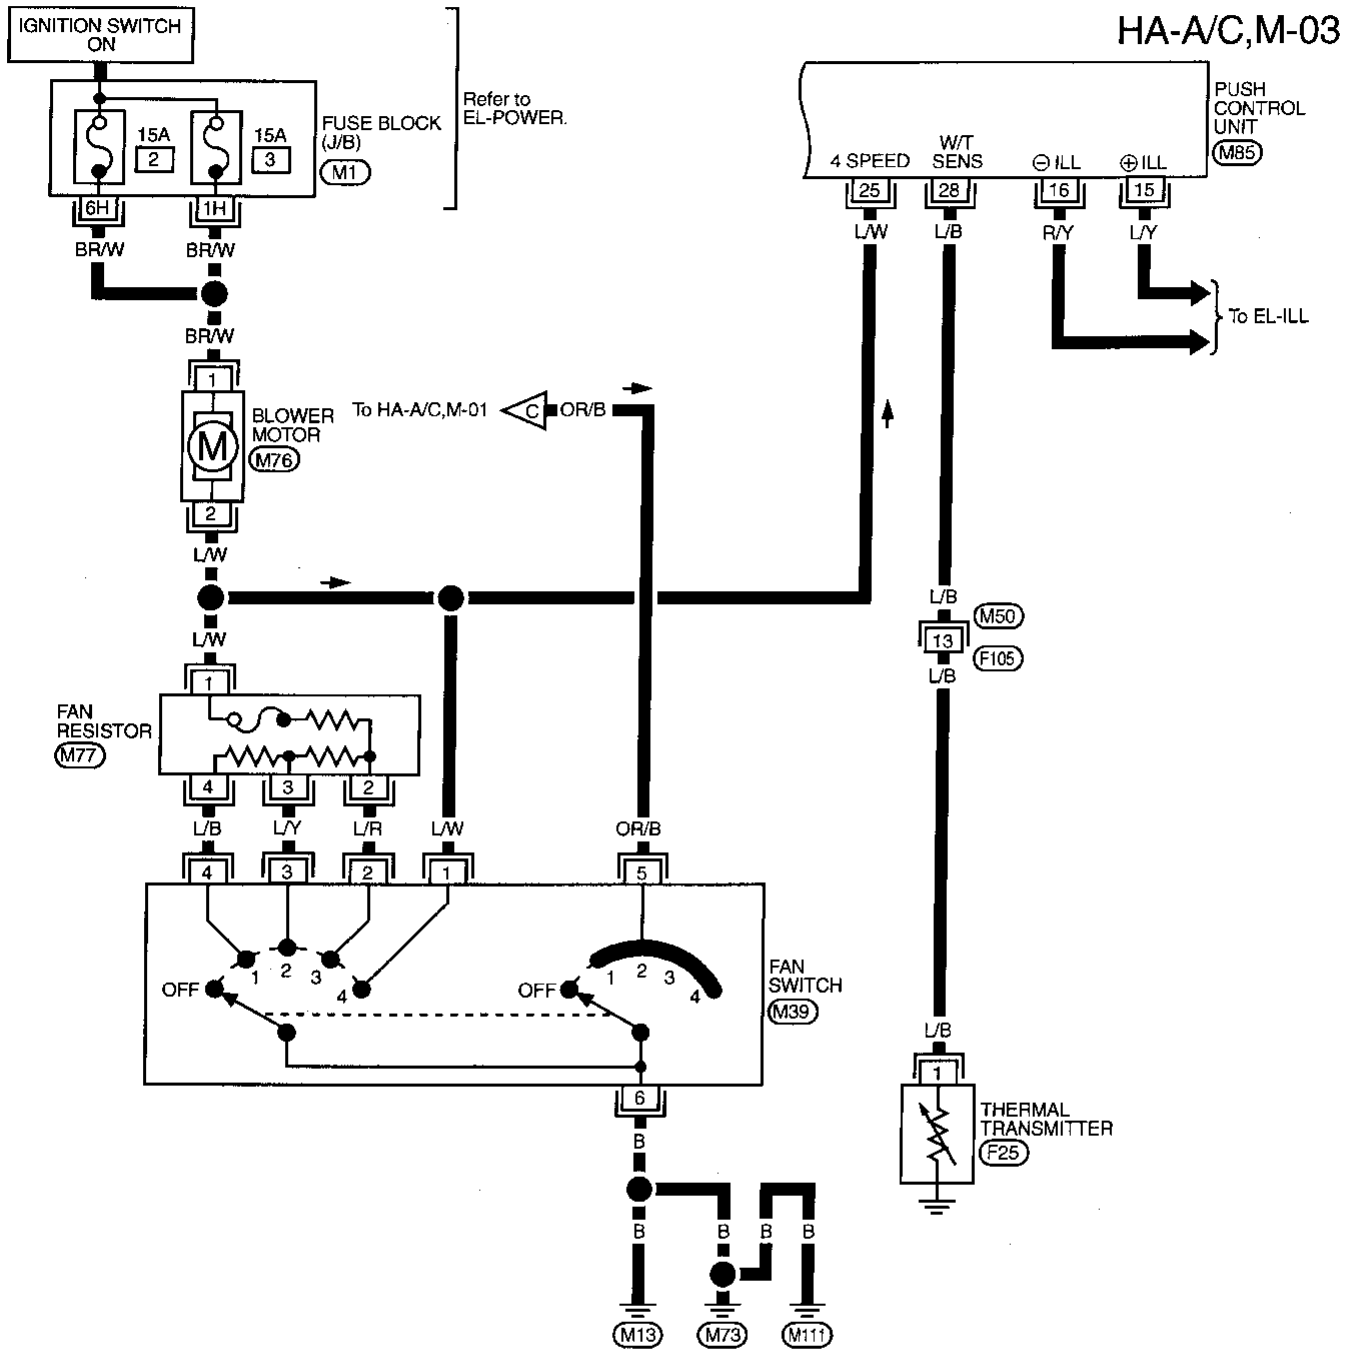 HA-A/C,M-03
IGNITION SWITCH
ON
Refer to
EL-POWER.
FUSE BLOCK
(J/B)
M1
15A
2
15A
3
6H
1H
BR/W
BR/W
BR/W
PUSH
CONTROL
UNIT
M85
4 SPEED
W/T
SENS
⊖ ILL
⊕ ILL
25
28
16
15
L/W
L/B
R/Y
L/Y
To EL-ILL
1
M
BLOWER
MOTOR
M76
2
L/W
To HA-A/C,M-01
C
OR/B
L/W
L/B
M50
13
F105
L/B
1
FAN
RESISTOR
M77
4
3
2
L/B
L/Y
L/R
L/W
OR/B
4
3
2
1
5
OFF
1
2
3
4
OFF
1
2
3
4
FAN
SWITCH
M39
6
B
B
B
B
B
M13
M73
M111
L/B
1
THERMAL
TRANSMITTER
F25